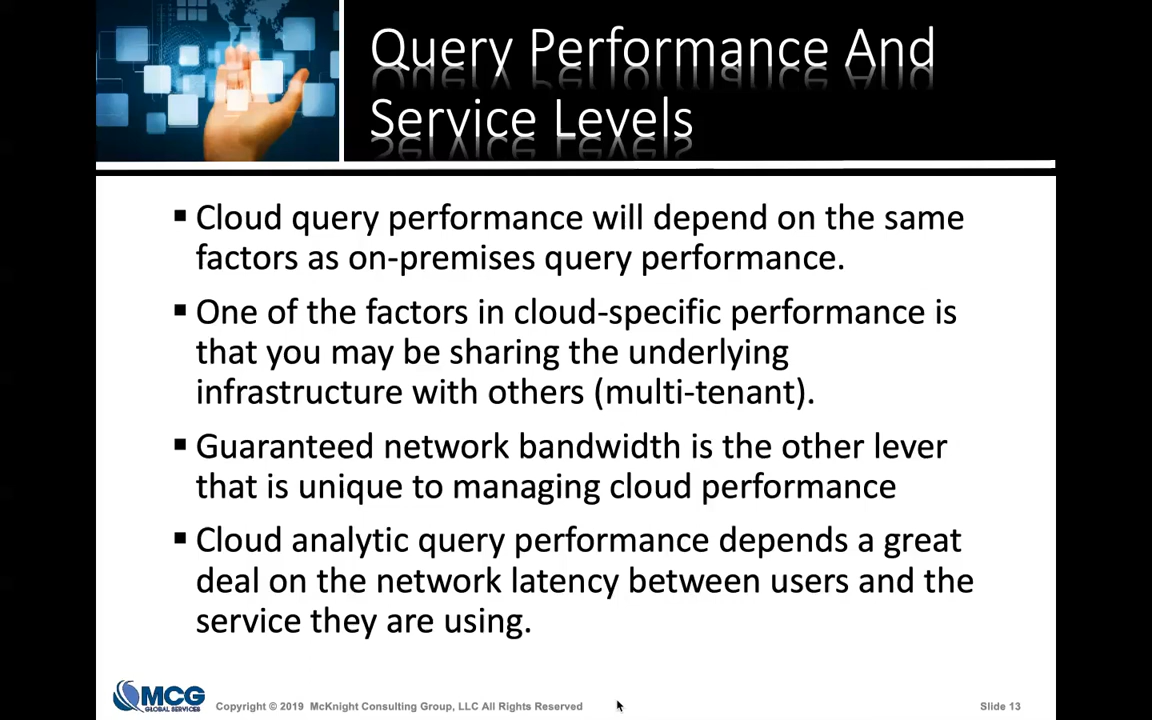 Query Performance And
Service Levels
▪ Cloud query performance will depend on the same
factors as on-premises query performance.
▪ One of the factors in cloud-specific performance is
that you may be sharing the underlying
infrastructure with others (multi-tenant).
▪ Guaranteed network bandwidth is the other lever
that is unique to managing cloud performance
▪ Cloud analytic query performance depends a great
deal on the network latency between users and the
service they are using.
MCG
GLOBAL SERVICES
Copyright © 2019 McKnight Consulting Group, LLC All Rights Reserved
Slide 13